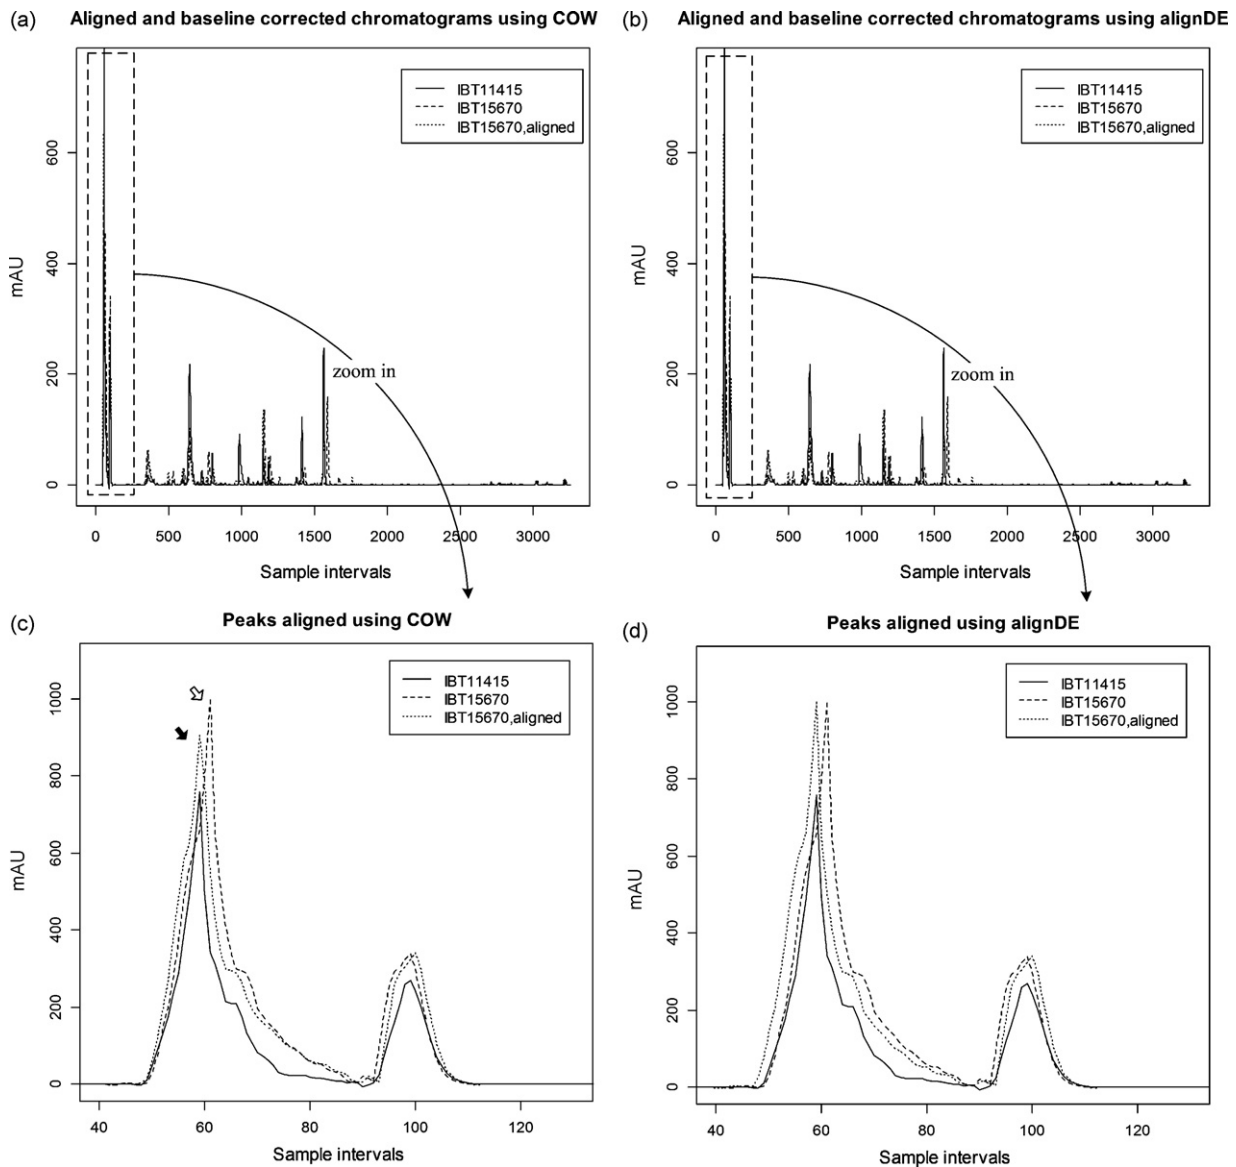 (a) Aligned and baseline corrected chromatograms using COW
IBT11415
IBT15670
IBT15670,aligned
mAU
600
400
200
0
zoom in
0 500 1000 1500 2000 2500 3000
Sample intervals
(b) Aligned and baseline corrected chromatograms using alignDE
IBT11415
IBT15670
IBT15670,aligned
mAU
600
400
200
0
zoom in
0 500 1000 1500 2000 2500 3000
Sample intervals
(c) Peaks aligned using COW
IBT11415
IBT15670
IBT15670,aligned
mAU
1000
800
600
400
200
0
40 60 80 100 120
Sample intervals
(d) Peaks aligned using alignDE
IBT11415
IBT15670
IBT15670,aligned
mAU
1000
800
600
400
200
0
40 60 80 100 120
Sample intervals